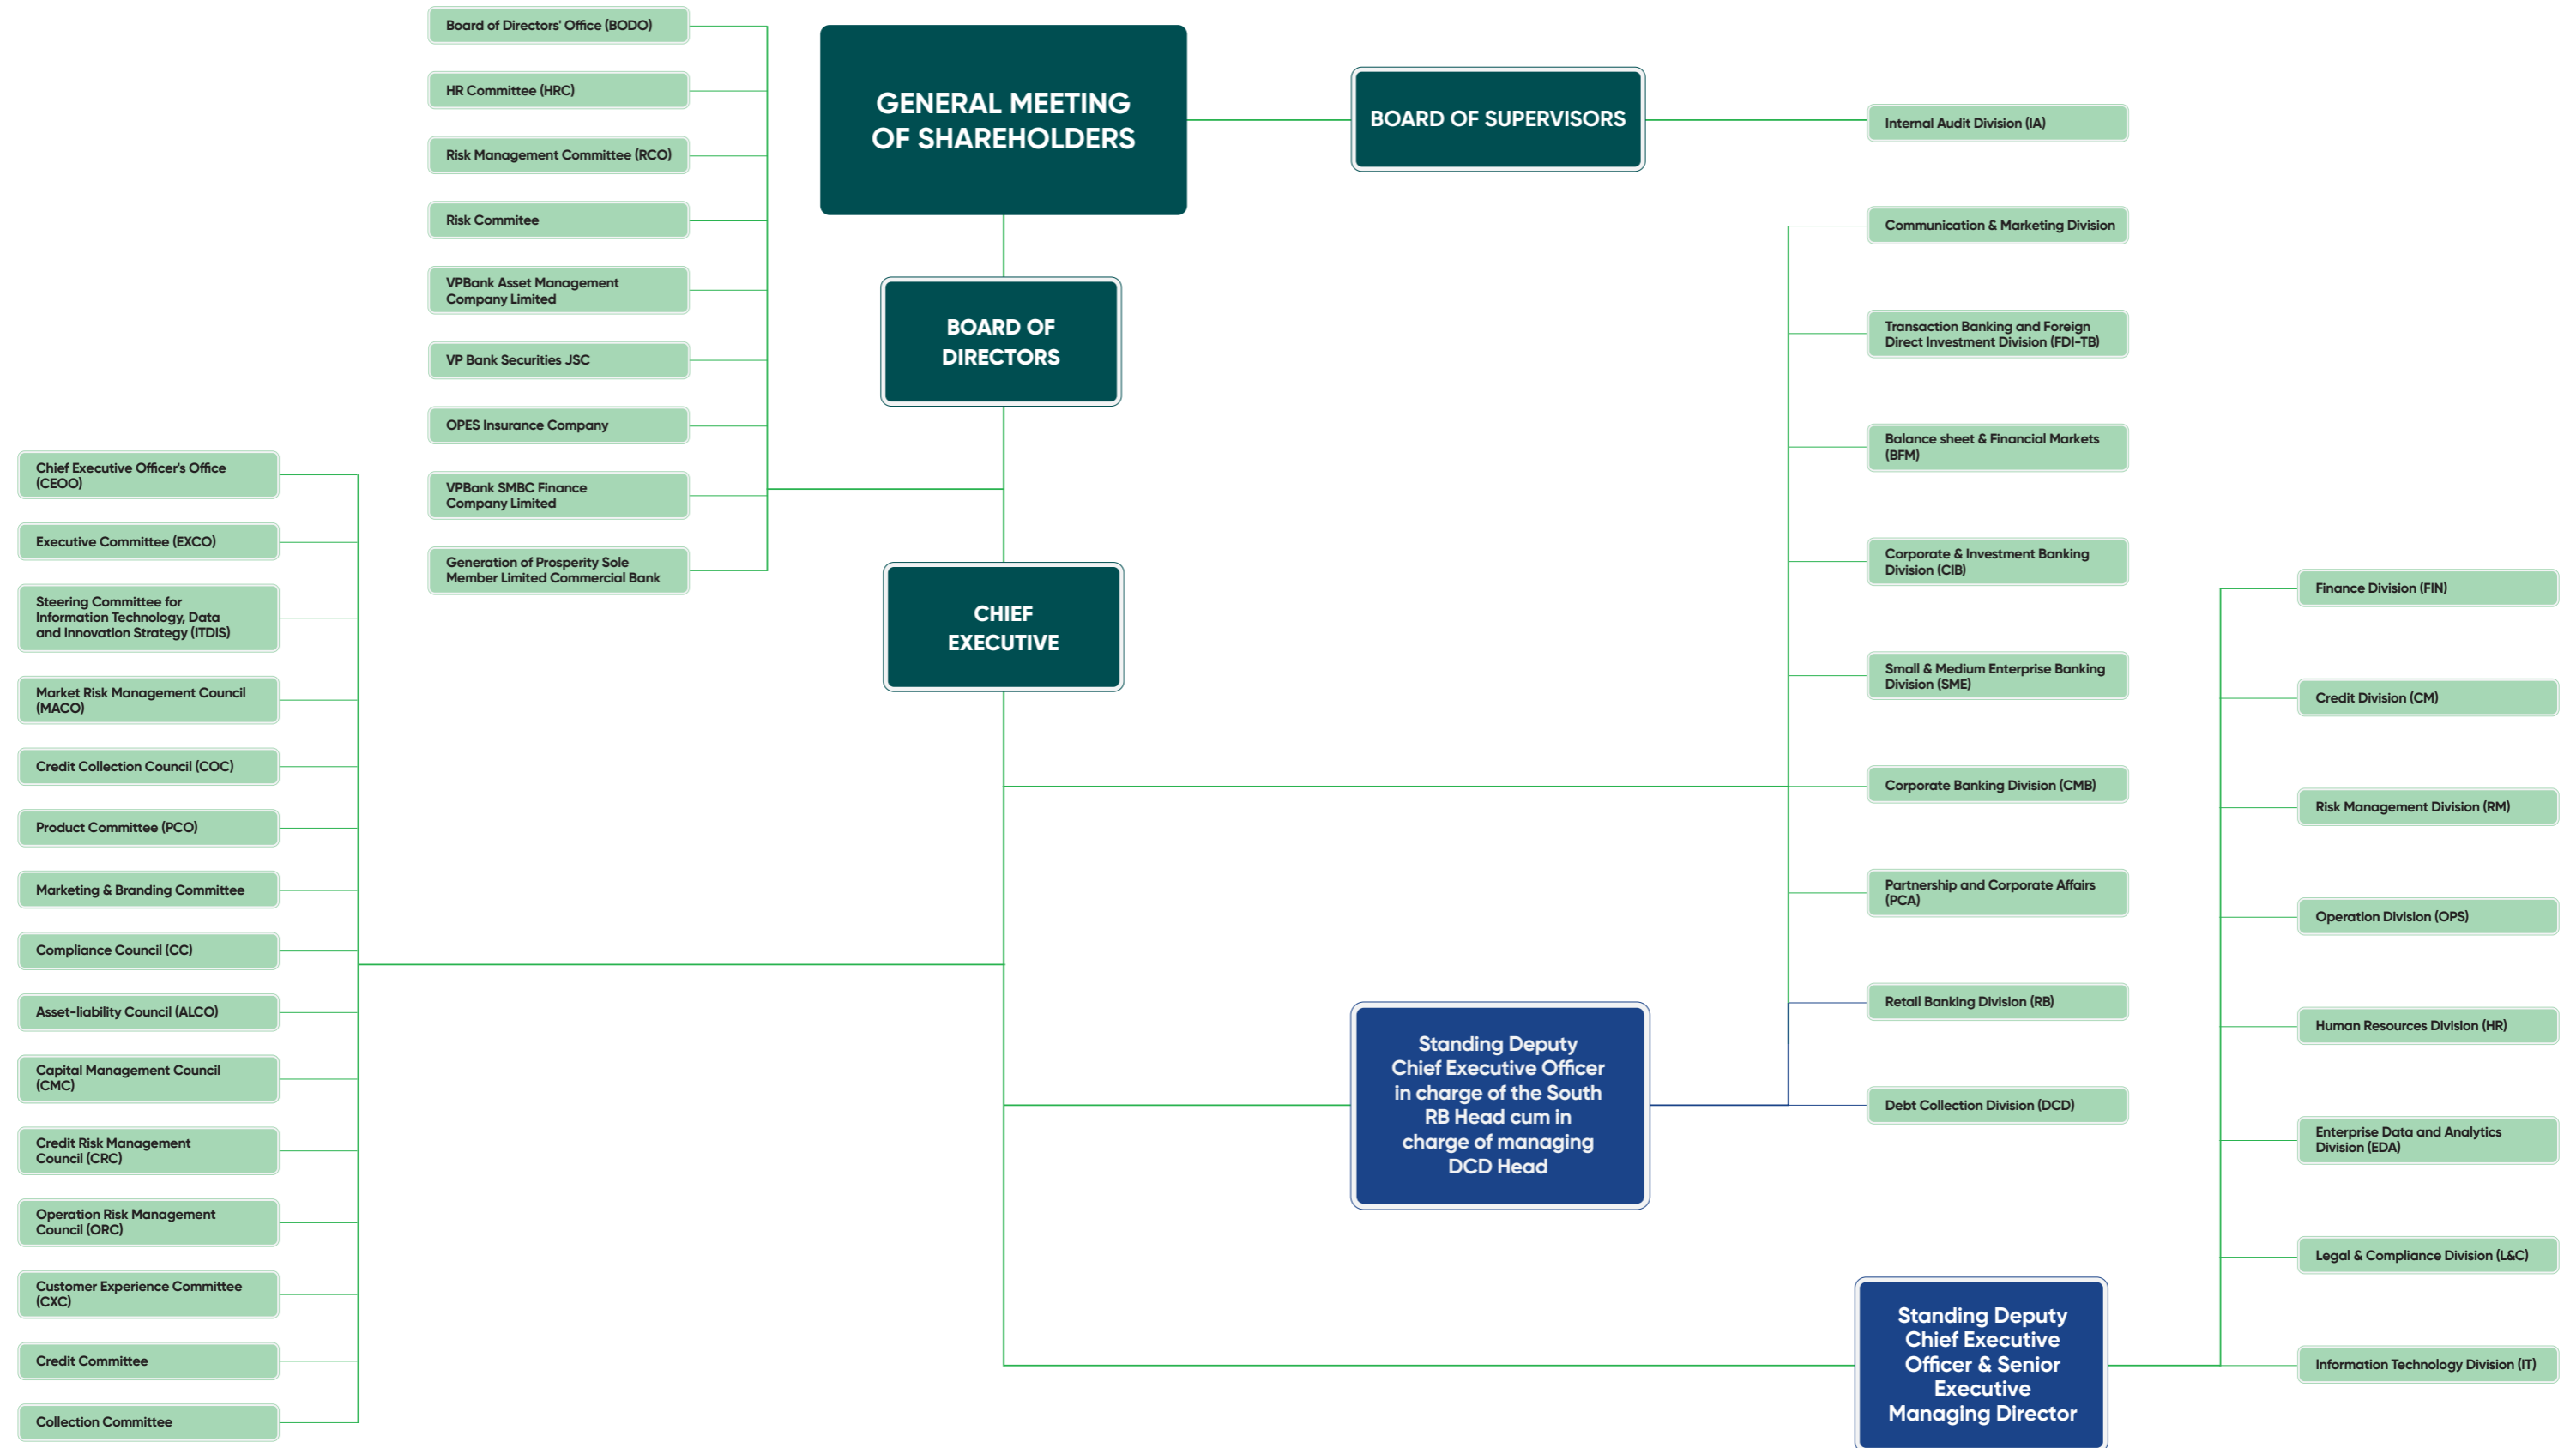 GENERAL MEETING
OF SHAREHOLDERS
BOARD OF SUPERVISORS
Internal Audit Division (IA)
BOARD OF
DIRECTORS
Board of Directors' Office (BODO)
HR Committee (HRC)
Risk Management Committee (RCO)
Risk Commitee
VPBank Asset Management
Company Limited
VP Bank Securities JSC
OPES Insurance Company
VPBank SMBC Finance
Company Limited
Generation of Prosperity Sole
Member Limited Commercial Bank
CHIEF
EXECUTIVE
Chief Executive Officer's Office
(CEOO)
Executive Committee (EXCO)
Steering Committee for
Information Technology, Data
and Innovation Strategy (ITDIS)
Market Risk Management Council
(MACO)
Credit Collection Council (COC)
Product Committee (PCO)
Marketing & Branding Committee
Compliance Council (CC)
Asset-liability Council (ALCO)
Capital Management Council
(CMC)
Credit Risk Management
Council (CRC)
Operation Risk Management
Council (ORC)
Customer Experience Committee
(CXC)
Credit Committee
Collection Committee
Communication & Marketing Division
Transaction Banking and Foreign
Direct Investment Division (FDI-TB)
Balance sheet & Financial Markets
(BFM)
Corporate & Investment Banking
Division (CIB)
Small & Medium Enterprise Banking
Division (SME)
Corporate Banking Division (CMB)
Partnership and Corporate Affairs
(PCA)
Retail Banking Division (RB)
Debt Collection Division (DCD)
Standing Deputy
Chief Executive Officer
in charge of the South
RB Head cum in
charge of managing
DCD Head
Standing Deputy
Chief Executive
Officer & Senior
Executive
Managing Director
Finance Division (FIN)
Credit Division (CM)
Risk Management Division (RM)
Operation Division (OPS)
Human Resources Division (HR)
Enterprise Data and Analytics
Division (EDA)
Legal & Compliance Division (L&C)
Information Technology Division (IT)